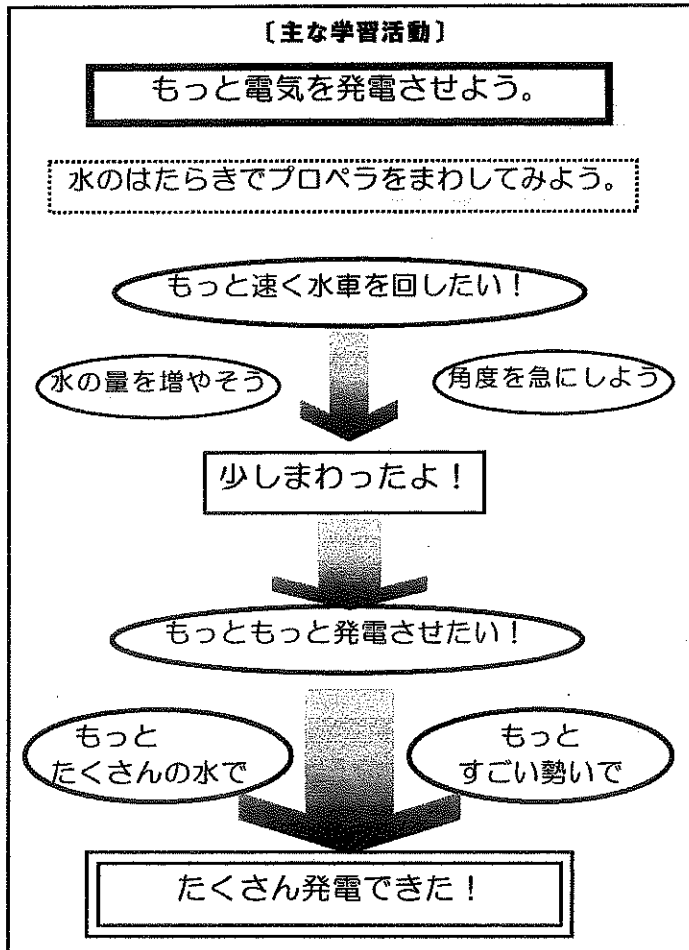 〔主な学習活動〕
もっと電気を発電させよう。
水のはたらきでプロペラをまわしてみよう。
もっと速く水車を回したい！
水の量を増やそう
角度を急にしよう
少しまわったよ！
もっともっと発電させたい！
もっと
たくさんの水で
もっと
すごい勢いで
たくさん発電できた！